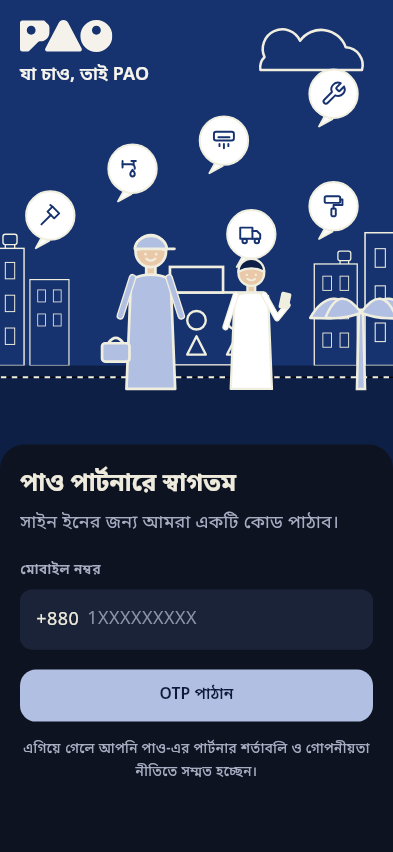 PAO
যা চাও, তাই PAO
পাও পার্টনারে স্বাগতম
সাইন ইনের জন্য আমরা একটি কোড পাঠাব।
মোবাইল নম্বর
+880 1XXXXXXXXX
OTP পাঠান
এগিয়ে গেলে আপনি পাও-এর পার্টনার শর্তাবলি ও গোপনীয়তা
নীতিতে সম্মত হচ্ছেন।